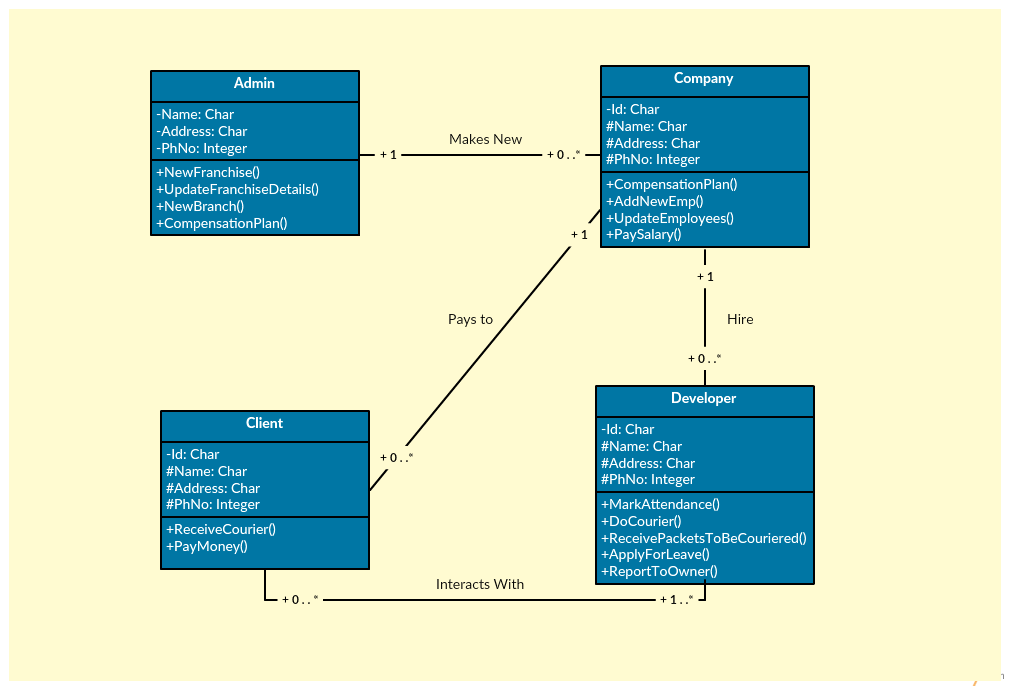 Admin
-Name: Char
-Address: Char
-PhNo: Integer
+NewFranchise()
+UpdateFranchiseDetails()
+NewBranch()
+CompensationPlan()
Makes New
+ 1
+ 0 . . *
Company
-Id: Char
#Name: Char
#Address: Char
#PhNo: Integer
+CompensationPlan()
+AddNewEmp()
+UpdateEmployees()
+PaySalary()
+ 1
Pays to
+ 0 . . *
+ 1
Hire
+ 0 . . *
Client
-Id: Char
#Name: Char
#Address: Char
#PhNo: Integer
+ReceiveCourier()
+PayMoney()
Developer
-Id: Char
#Name: Char
#Address: Char
#PhNo: Integer
+MarkAttendance()
+DoCourier()
+ReceivePacketsToBeCouriered()
+ApplyForLeave()
+ReportToOwner()
Interacts With
+ 0 . . *
+ 1 . . *